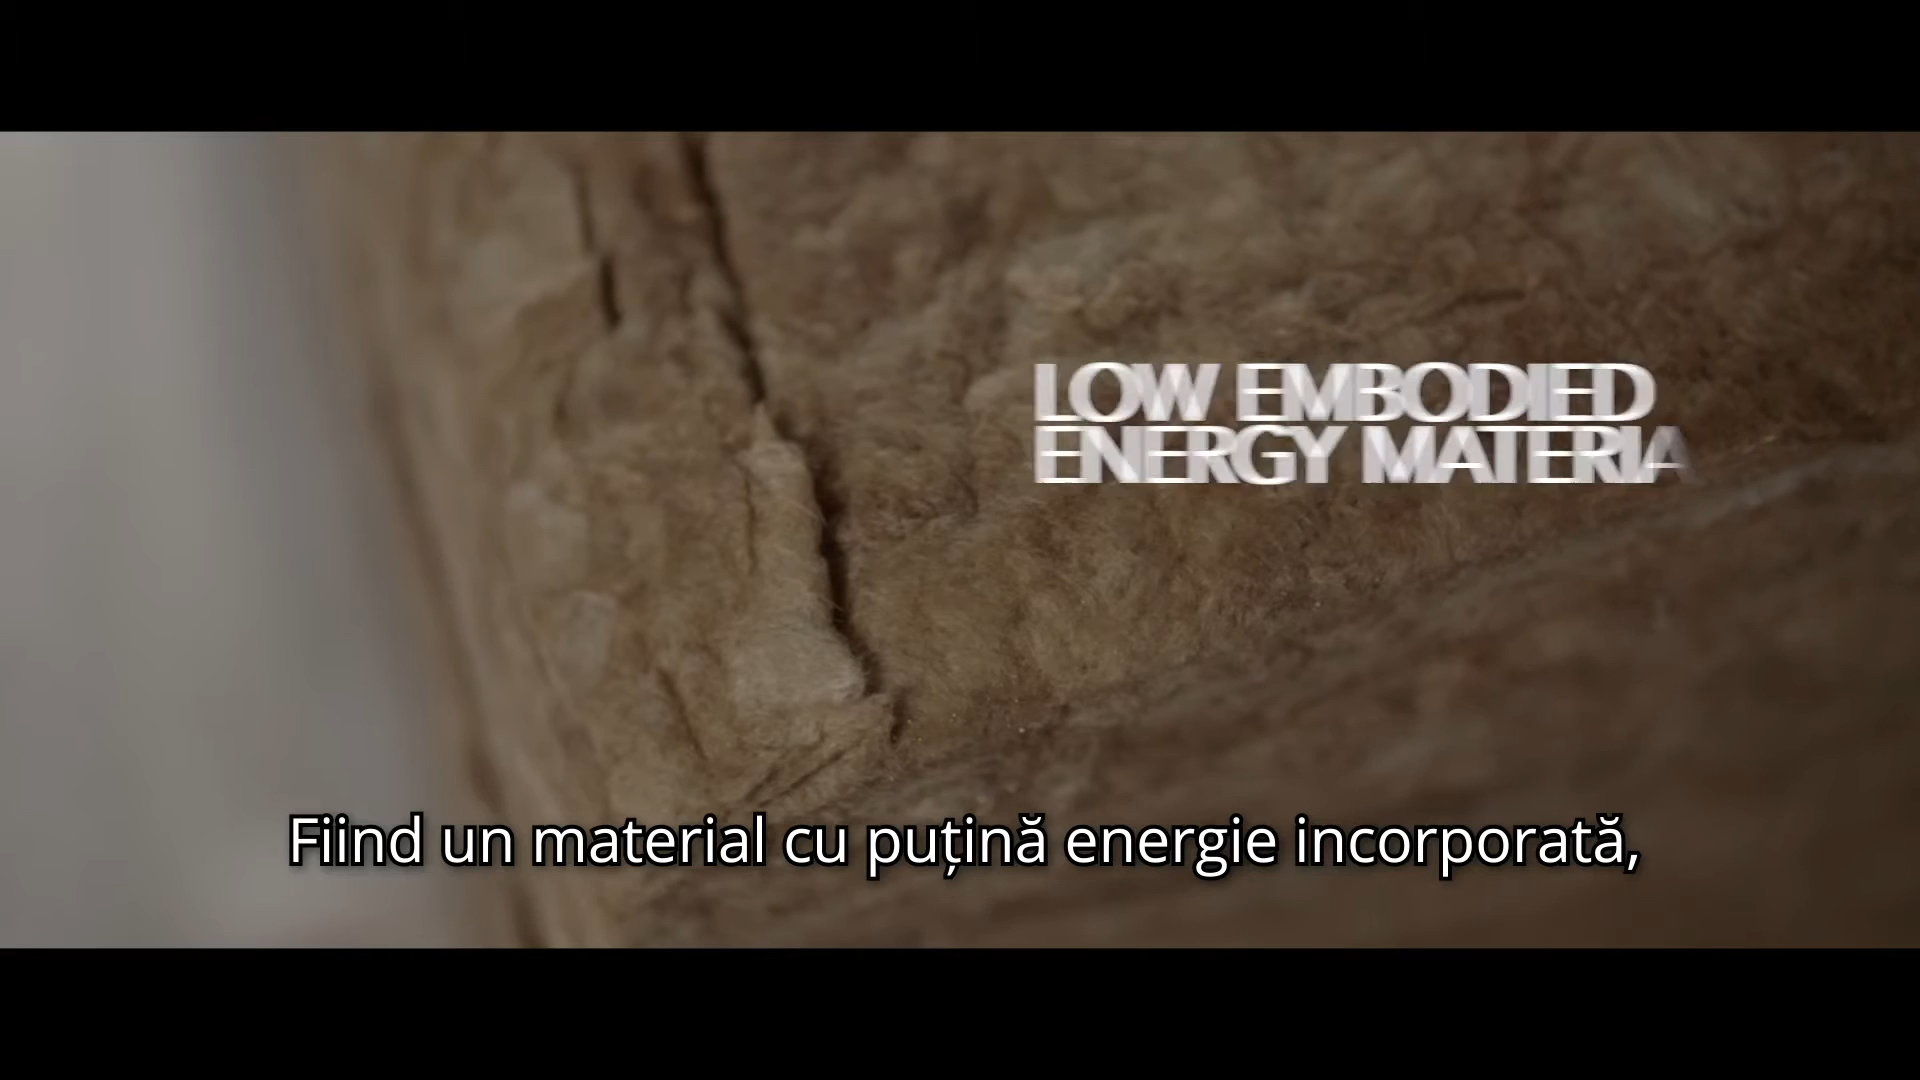 LOW EMBODIED
ENERGY MATERIA
Fiind un material cu puțină energie incorporată,